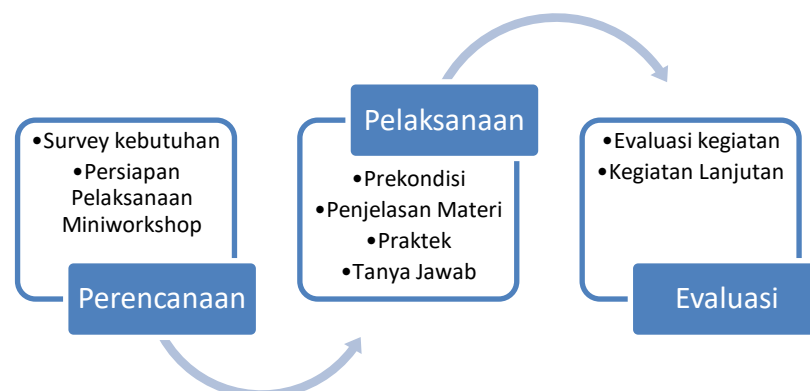 •Survey kebutuhan
•Persiapan
Pelaksanaan
Miniworkshop
Perencanaan
Pelaksanaan
•Prekondisi
•Penjelasan Materi
•Praktek
•Tanya Jawab
•Evaluasi kegiatan
•Kegiatan Lanjutan
Evaluasi